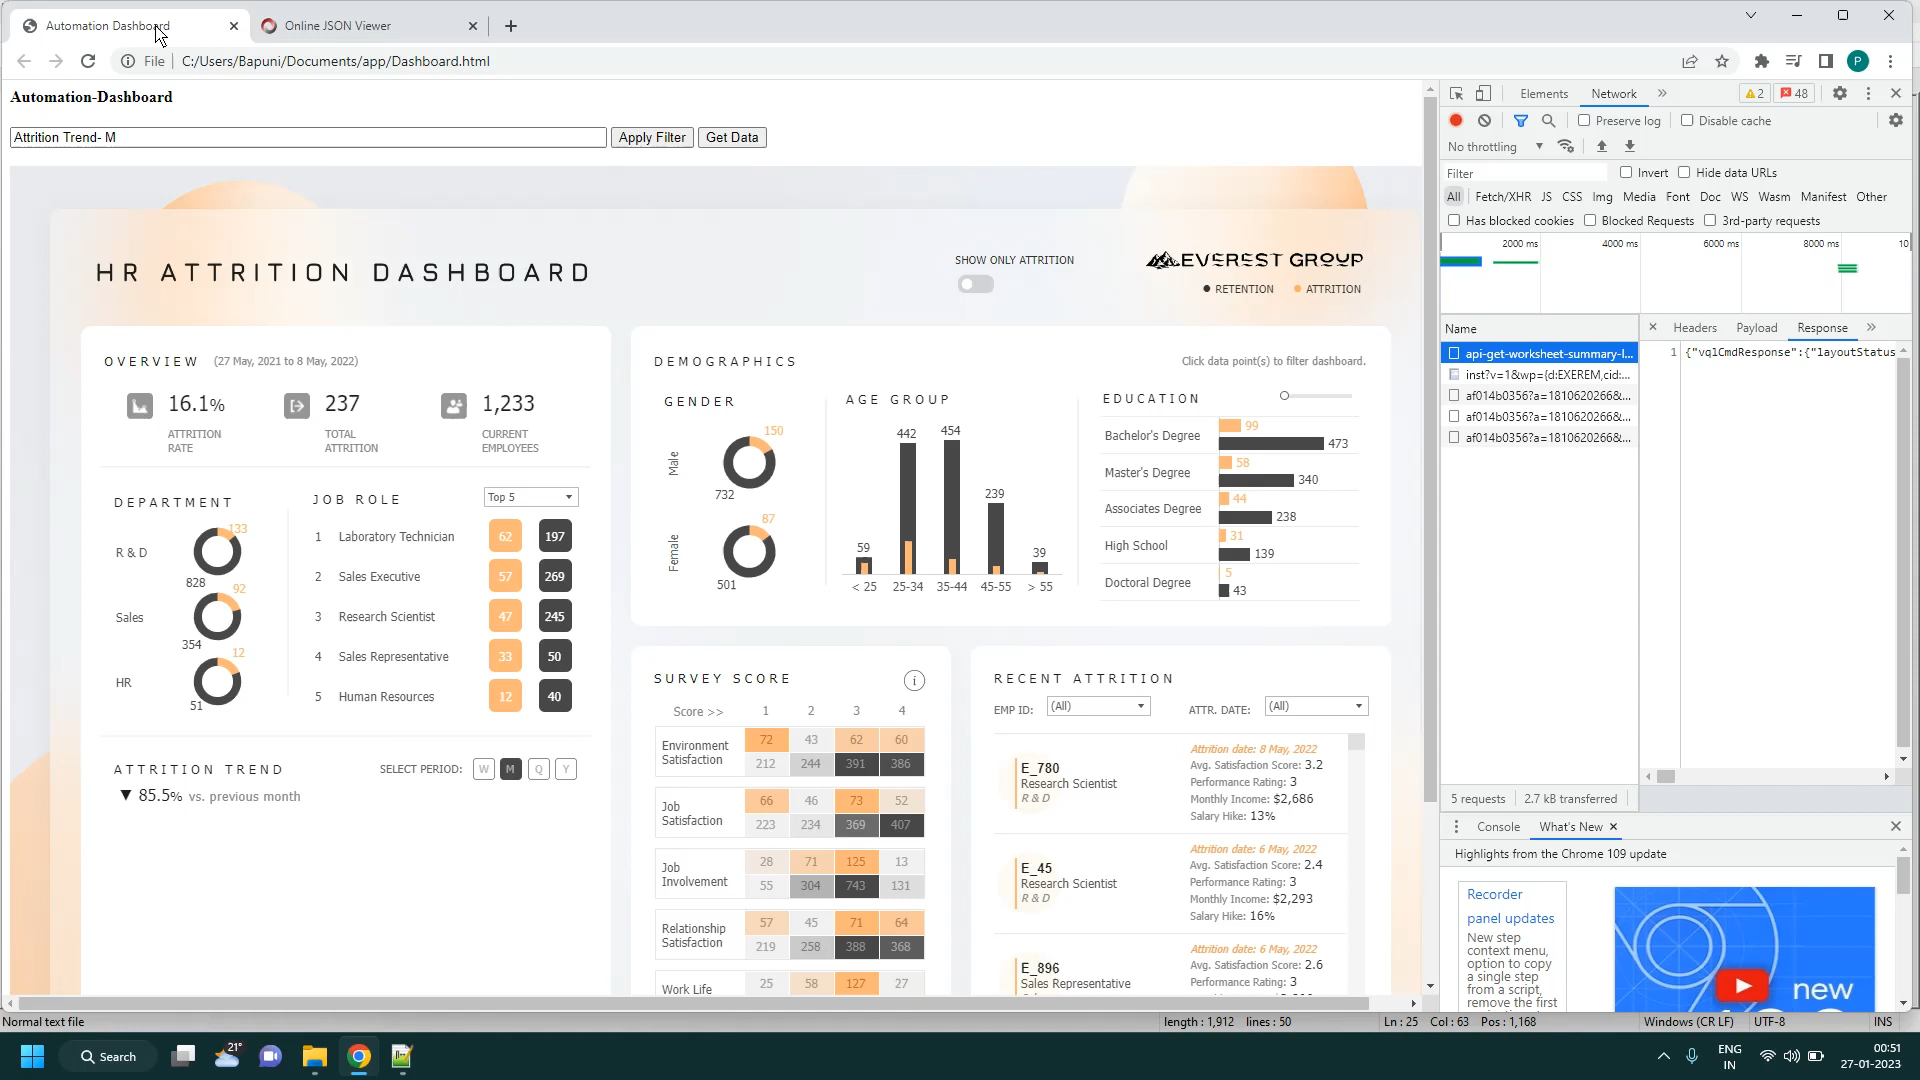 Automation Dashboard
Online JSON Viewer
File
C:/Users/Bapuni/Documents/app/Dashboard.html
P
Automation-Dashboard
Attrition Trend- M
Apply Filter
Get Data
HR ATTRITION DASHBOARD
SHOW ONLY ATTRITION
EVEREST GROUP
RETENTION
ATTRITION
OVERVIEW (27 May, 2021 to 8 May, 2022)
16.1%
ATTRITION
RATE
237
TOTAL
ATTRITION
1,233
CURRENT
EMPLOYEES
DEPARTMENT
R & D
133
828
Sales
92
354
HR
12
51
JOB ROLE
Top 5
1 Laboratory Technician 62 197
2 Sales Executive 57 269
3 Research Scientist 47 245
4 Sales Representative 33 50
5 Human Resources 12 40
ATTRITION TREND
SELECT PERIOD: W M Q Y
▼ 85.5% vs. previous month
DEMOGRAPHICS
Click data point(s) to filter dashboard.
GENDER
Male
150
732
Female
87
501
AGE GROUP
442
454
239
59
39
< 25 25-34 35-44 45-55 > 55
EDUCATION
Bachelor's Degree
99
473
Master's Degree
58
340
Associates Degree
44
238
High School
31
139
Doctoral Degree
5
43
SURVEY SCORE
i
Score >> 1 2 3 4
Environment
Satisfaction
72 43 62 60
212 244 391 386
Job
Satisfaction
66 46 73 52
223 234 369 407
Job
Involvement
28 71 125 13
55 304 743 131
Relationship
Satisfaction
57 45 71 64
219 258 388 368
Work Life
25 58 127 27
RECENT ATTRITION
EMP ID: (All)
ATTR. DATE: (All)
E_780
Research Scientist
R & D
Attrition date: 8 May, 2022
Avg. Satisfaction Score: 3.2
Performance Rating: 3
Monthly Income: $2,686
Salary Hike: 13%
E_45
Research Scientist
R & D
Attrition date: 6 May, 2022
Avg. Satisfaction Score: 2.4
Performance Rating: 3
Monthly Income: $2,293
Salary Hike: 16%
E_896
Sales Representative
Attrition date: 6 May, 2022
Avg. Satisfaction Score: 2.6
Performance Rating: 3
Elements
Network
2
48
Preserve log
Disable cache
No throttling
Filter
Invert
Hide data URLs
All Fetch/XHR JS CSS Img Media Font Doc WS Wasm Manifest Other
Has blocked cookies
Blocked Requests
3rd-party requests
2000 ms
4000 ms
6000 ms
8000 ms
10
Name
Headers
Payload
Response
api-get-worksheet-summary-l...
inst?v=1&wp={d:EXEREM,cid:...
af014b0356?a=1810620266&...
af014b0356?a=1810620266&...
af014b0356?a=1810620266&...
1 {"vqlCmdResponse":{"layoutStatus
5 requests
2.7 kB transferred
Console
What's New
Highlights from the Chrome 109 update
Recorder
panel updates
New step
context menu,
option to copy
a single step
from a script,
remove the first
new
Normal text file
length : 1,912 lines : 50
Ln : 25 Col : 63 Pos : 1,168
Windows (CR LF)
UTF-8
INS
Search
21°
ENG
IN
00:51
27-01-2023